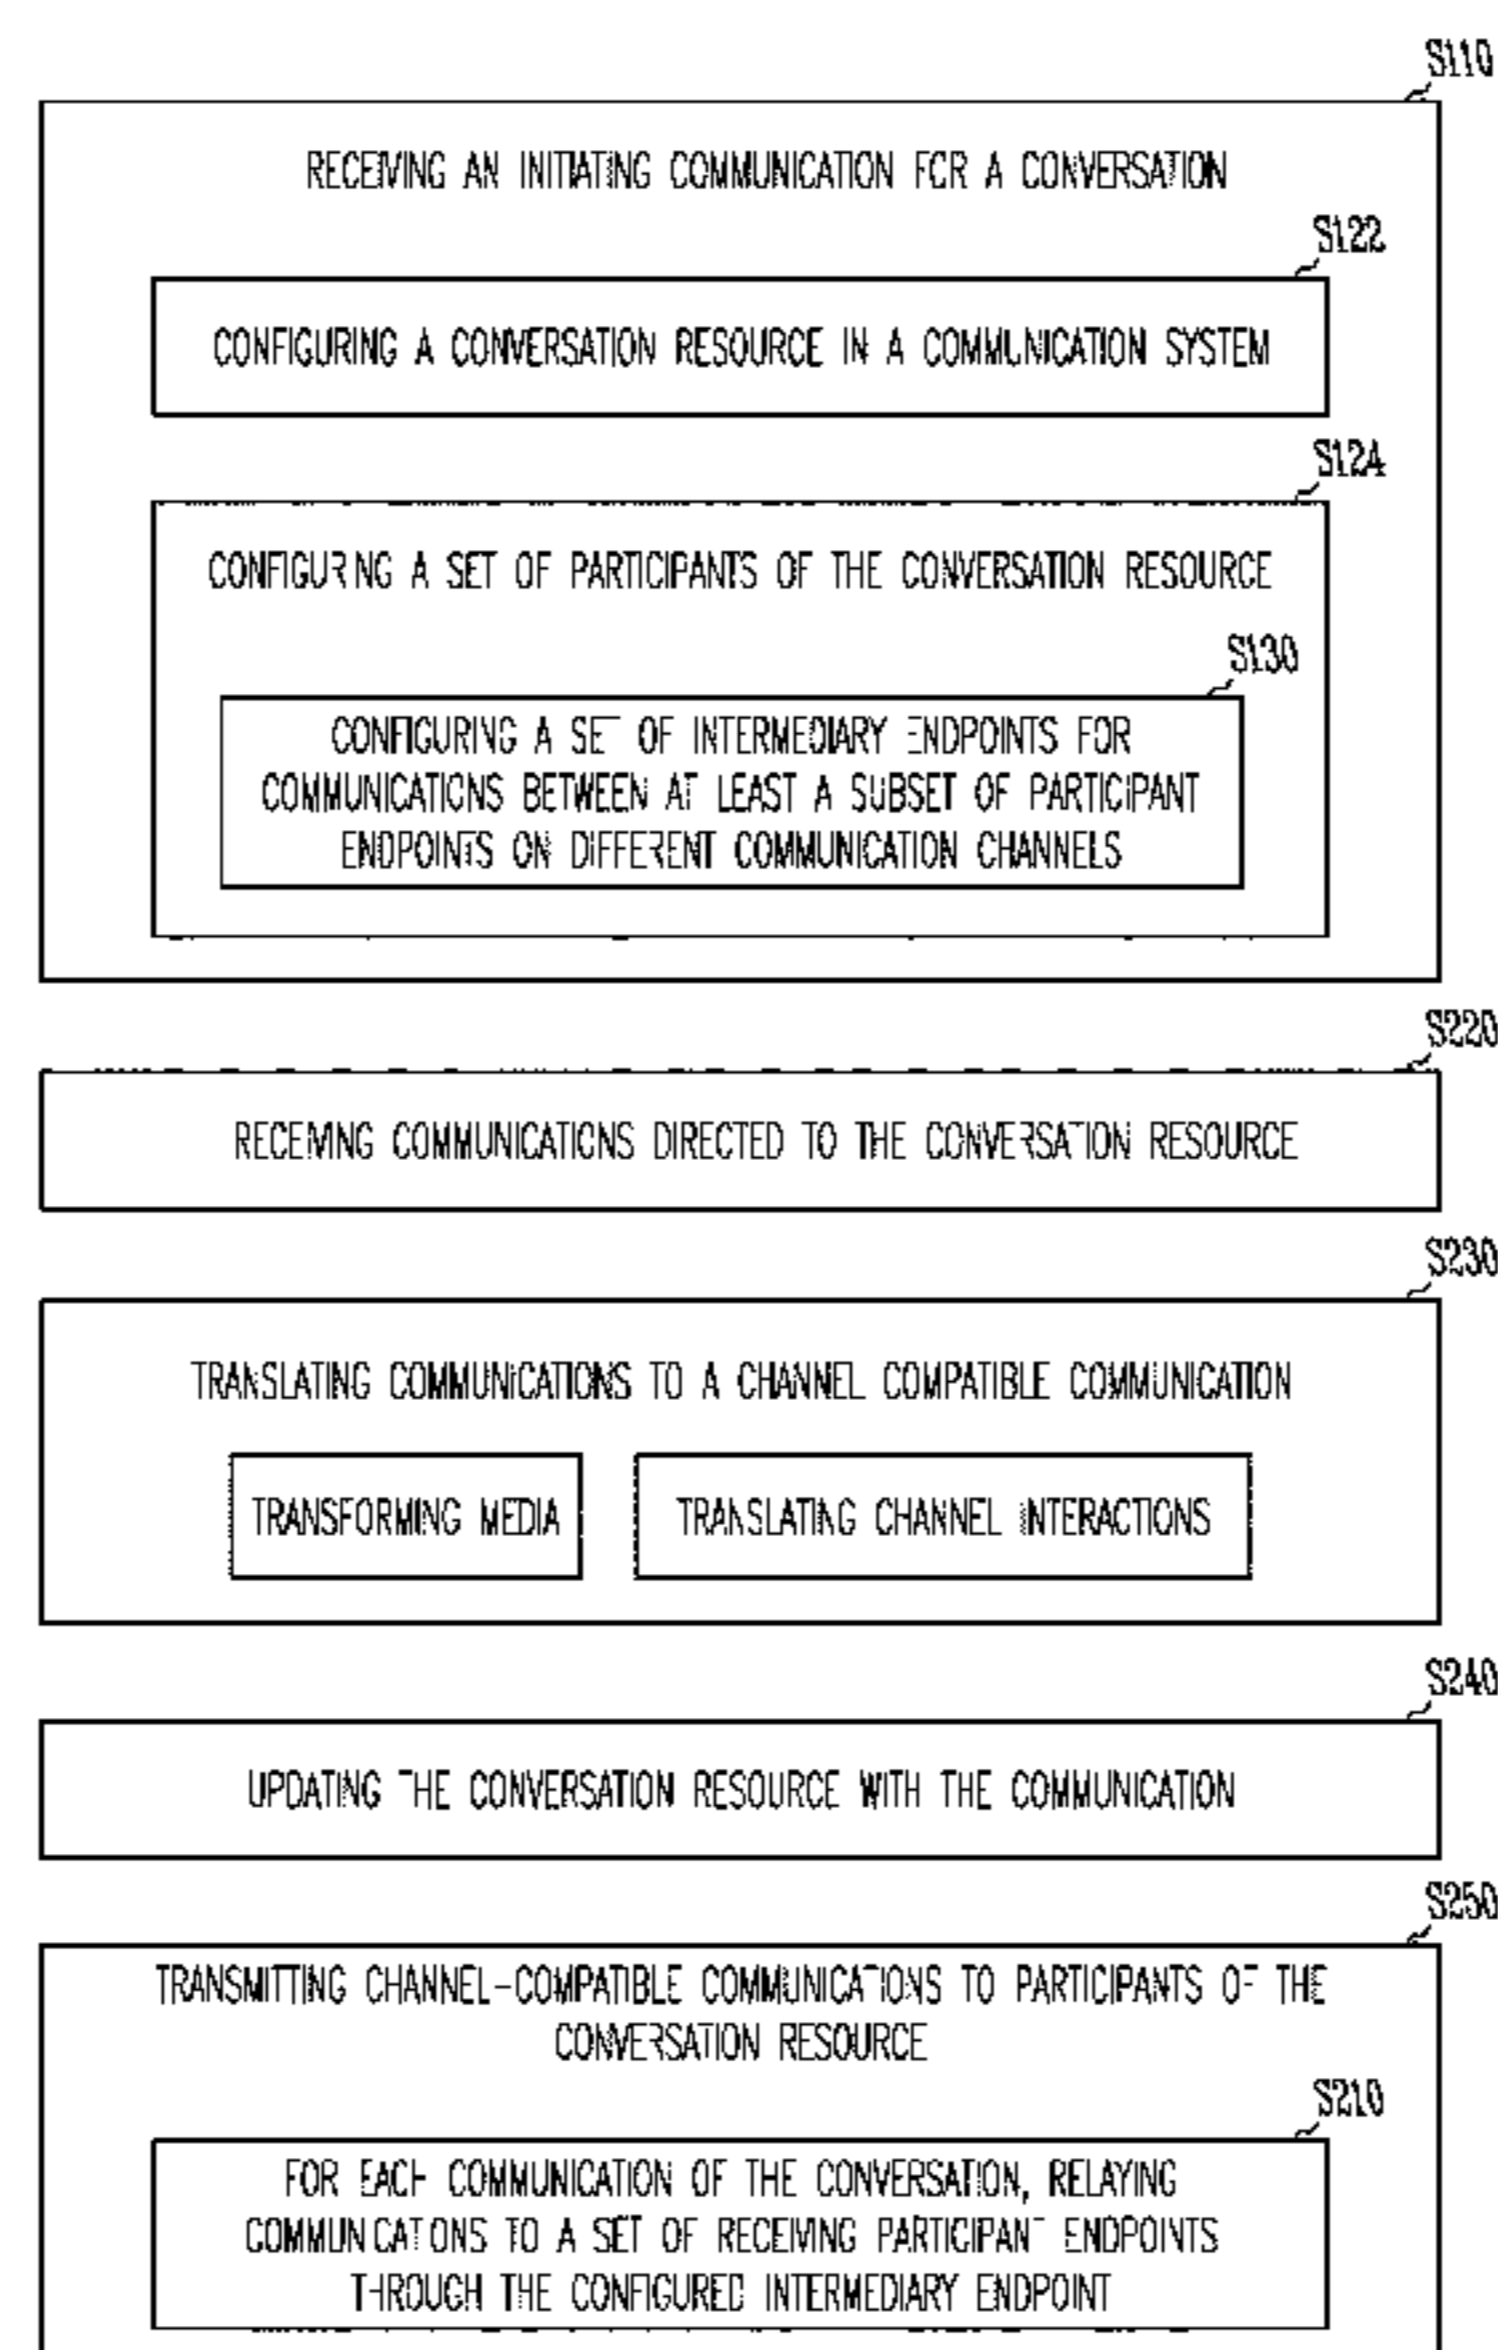 S110
RECEIVING AN INITIATING COMMUNICATION FOR A CONVERSATION
S122
CONFIGURING A CONVERSATION RESOURCE IN A COMMUNICATION SYSTEM
S124
CONFIGURING A SET OF PARTICIPANTS OF THE CONVERSATION RESOURCE
S130
CONFIGURING A SET OF INTERMEDIARY ENDPOINTS FOR
COMMUNICATIONS BETWEEN AT LEAST A SUBSET OF PARTICIPANT
ENDPOINTS ON DIFFERENT COMMUNICATION CHANNELS
S220
RECEIVING COMMUNICATIONS DIRECTED TO THE CONVERSATION RESOURCE
S230
TRANSLATING COMMUNICATIONS TO A CHANNEL COMPATIBLE COMMUNICATION
TRANSFORMING MEDIA
TRANSLATING CHANNEL INTERACTIONS
S240
UPDATING THE CONVERSATION RESOURCE WITH THE COMMUNICATION
S250
TRANSMITTING CHANNEL-COMPATIBLE COMMUNICATIONS TO PARTICIPANTS OF THE
CONVERSATION RESOURCE
S210
FOR EACH COMMUNICATION OF THE CONVERSATION, RELAYING
COMMUNICATIONS TO A SET OF RECEIVING PARTICIPANT ENDPOINTS
THROUGH THE CONFIGURED INTERMEDIARY ENDPOINT